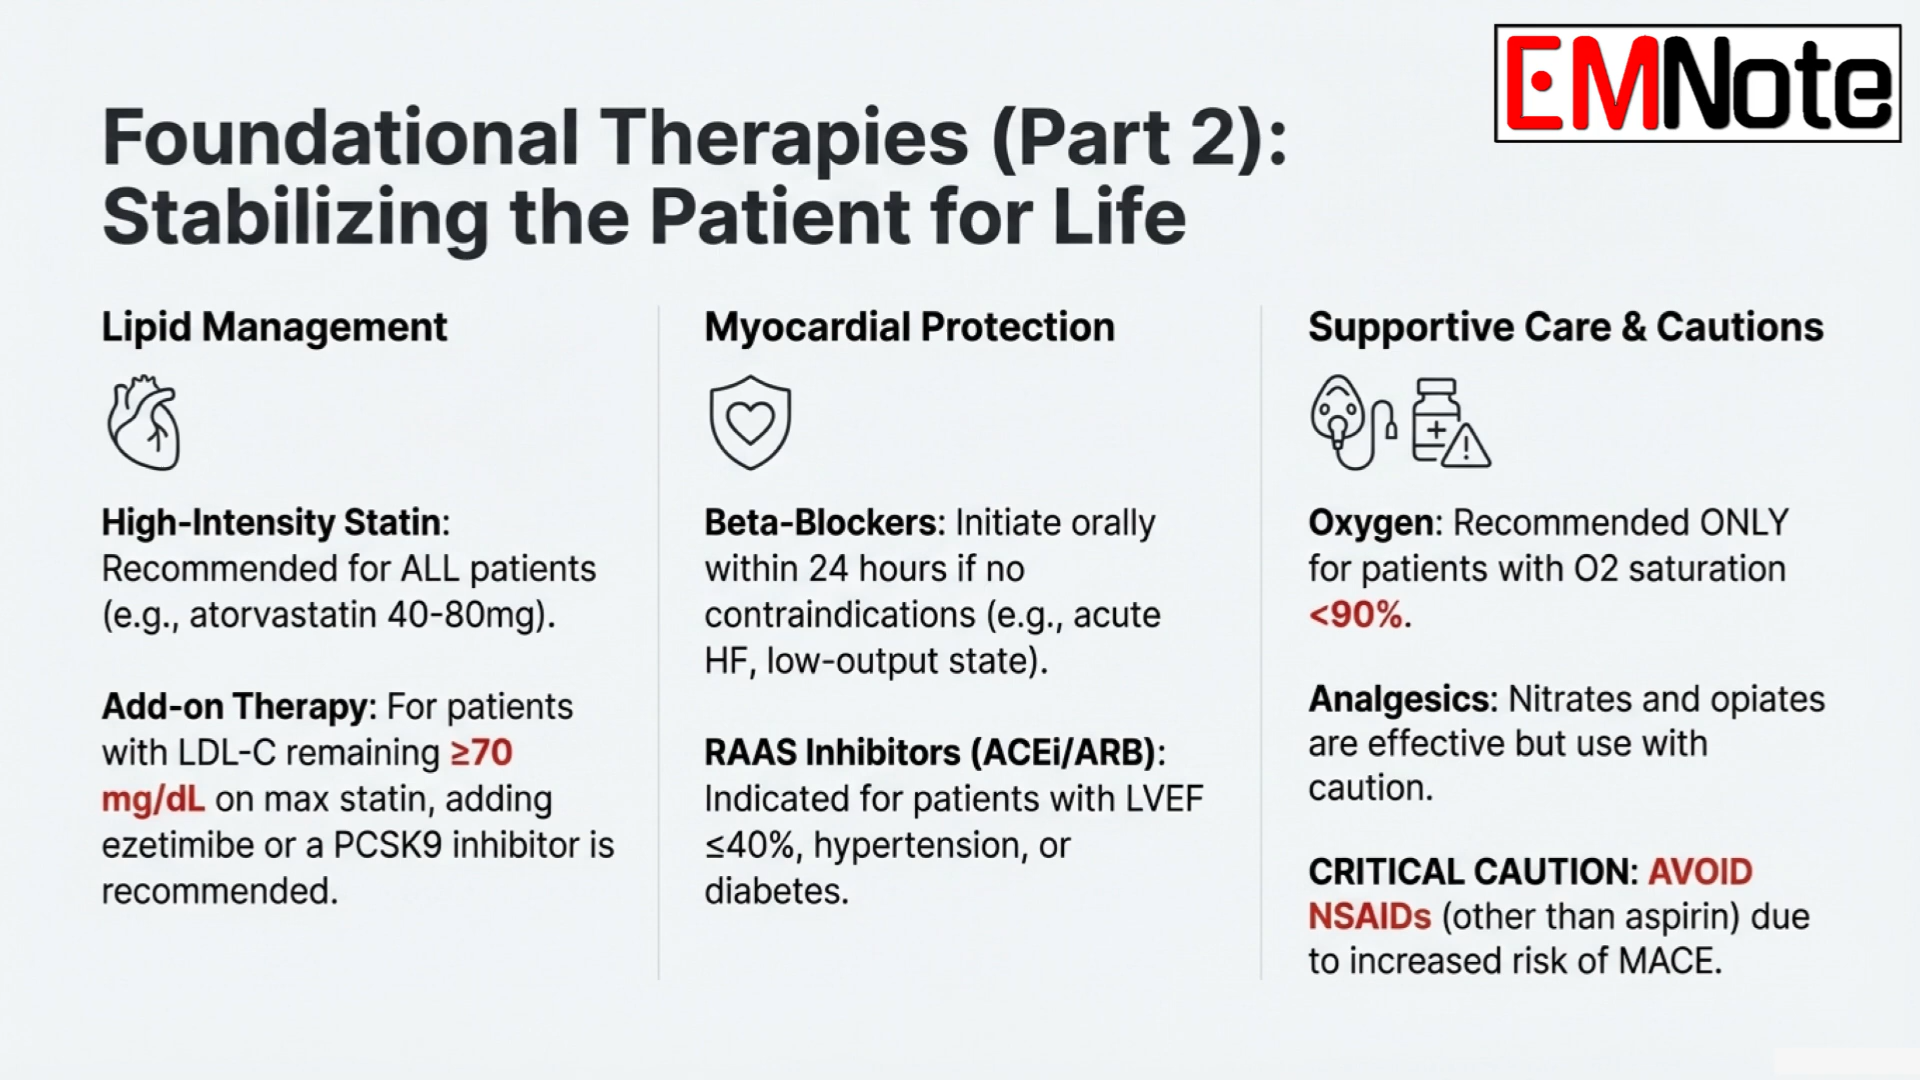 EMNote
Foundational Therapies (Part 2):
Stabilizing the Patient for Life
Lipid Management
High-Intensity Statin:
Recommended for ALL patients
(e.g., atorvastatin 40-80mg).
Add-on Therapy: For patients
with LDL-C remaining ≥70
mg/dL on max statin, adding
ezetimibe or a PCSK9 inhibitor is
recommended.
Myocardial Protection
Beta-Blockers: Initiate orally
within 24 hours if no
contraindications (e.g., acute
HF, low-output state).
RAAS Inhibitors (ACEi/ARB):
Indicated for patients with LVEF
≤40%, hypertension, or
diabetes.
Supportive Care & Cautions
Oxygen: Recommended ONLY
for patients with O2 saturation
<90%.
Analgesics: Nitrates and opiates
are effective but use with
caution.
CRITICAL CAUTION: AVOID
NSAIDs (other than aspirin) due
to increased risk of MACE.